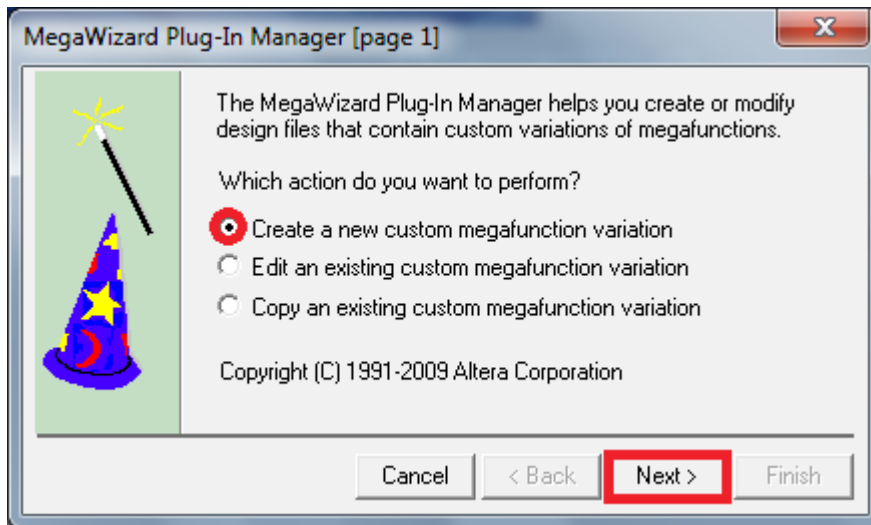 MegaWizard Plug-In Manager [page 1]
The MegaWizard Plug-In Manager helps you create or modify
design files that contain custom variations of megafunctions.
Which action do you want to perform?
Create a new custom megafunction variation
Edit an existing custom megafunction variation
Copy an existing custom megafunction variation
Copyright (C) 1991-2009 Altera Corporation
Cancel < Back Next > Finish